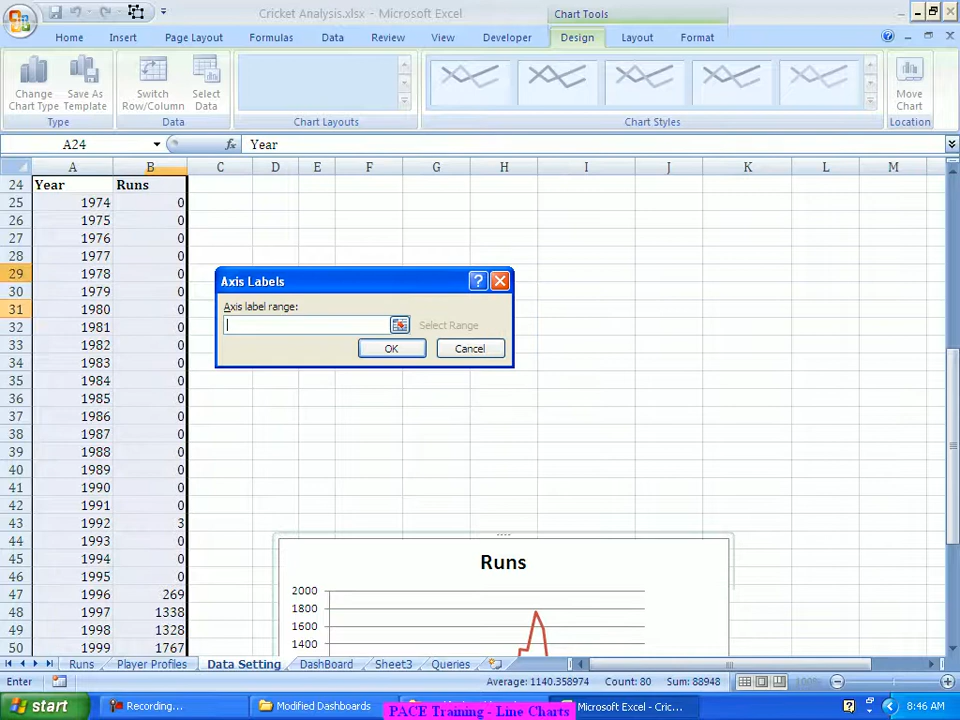 Cricket Analysis.xlsx - Microsoft Excel
Chart Tools
Home Insert Page Layout Formulas Data Review View Developer Design Layout Format
Change Chart Type
Save As Template
Switch Row/Column
Select Data
Move Chart
Type Data Chart Layouts Chart Styles Location
A24 fx Year
A B C D E F G H I J K L M
24 Year Runs
25 1974 0
26 1975 0
27 1976 0
28 1977 0
29 1978 0
30 1979 0
31 1980 0
32 1981 0
33 1982 0
34 1983 0
35 1984 0
36 1985 0
37 1986 0
38 1987 0
39 1988 0
40 1989 0
41 1990 0
42 1991 0
43 1992 3
44 1993 0
45 1994 0
46 1995 0
47 1996 269
48 1997 1338
49 1998 1328
50 1999 1767
Axis Labels
Axis label range:
Select Range
OK Cancel
Runs
2000
1800
1600
1400
Runs Player Profiles Data Setting DashBoard Sheet3 Queries
Enter Average: 1140.358974 Count: 80 Sum: 88948 100%
start Recording... Modified Dashboards Microsoft Excel - Cric... 8:46 AM
PACE Training - Line Charts